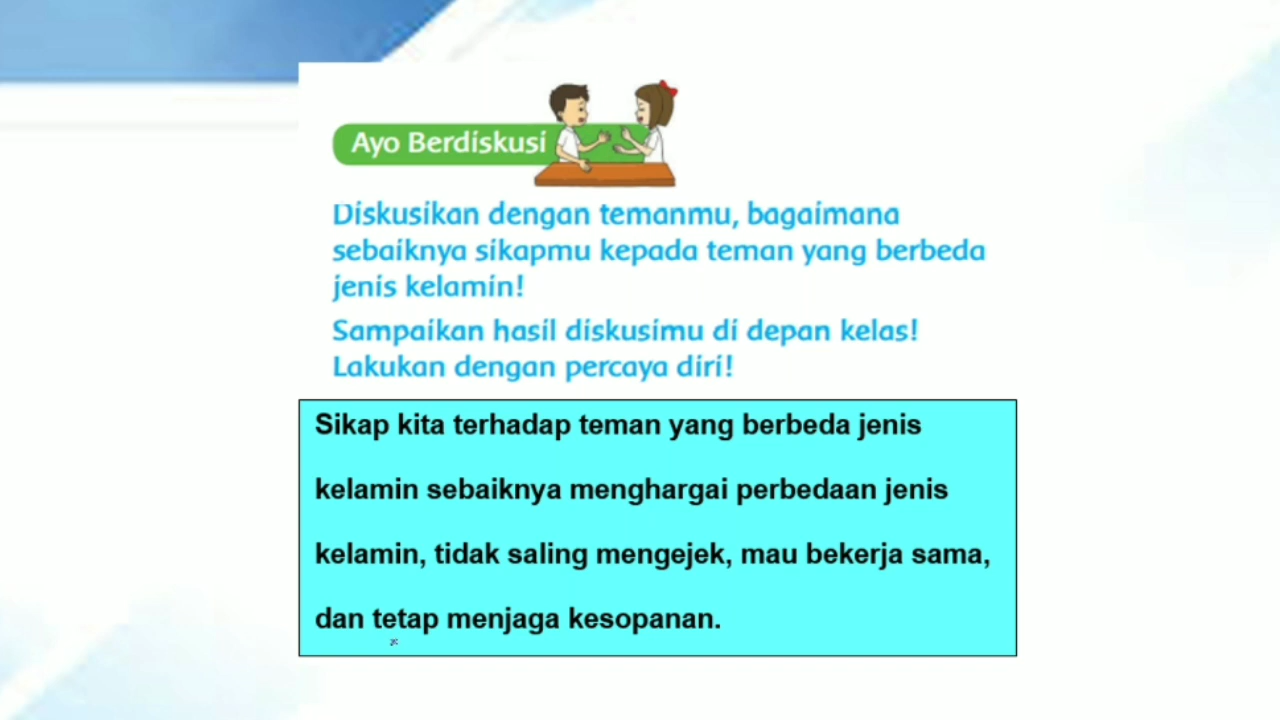 Ayo Berdiskusi
Diskusikan dengan temanmu, bagaimana
sebaiknya sikapmu kepada teman yang berbeda
jenis kelamin!
Sampaikan hasil diskusimu di depan kelas!
Lakukan dengan percaya diri!
Sikap kita terhadap teman yang berbeda jenis
kelamin sebaiknya menghargai perbedaan jenis
kelamin, tidak saling mengejek, mau bekerja sama,
dan tetap menjaga kesopanan.